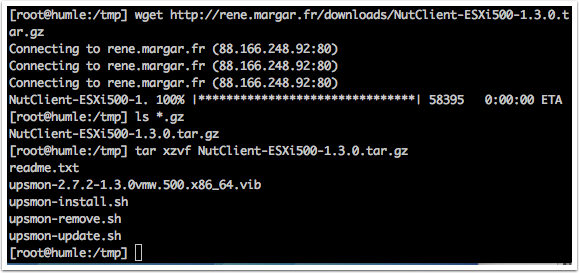 [root@humle:/tmp] wget http://rene.margar.fr/downloads/NutClient-ESXi500-1.3.0.t
ar.gz
Connecting to rene.margar.fr (88.166.248.92:80)
Connecting to rene.margar.fr (88.166.248.92:80)
Connecting to rene.margar.fr (88.166.248.92:80)
NutClient-ESXi500-1. 100% |*****************************| 58395   0:00:00 ETA
[root@humle:/tmp] ls *.gz
NutClient-ESXi500-1.3.0.tar.gz
[root@humle:/tmp] tar xzvf NutClient-ESXi500-1.3.0.tar.gz
readme.txt
upsmon-2.7.2-1.3.0vmw.500.x86_64.vib
upsmon-install.sh
upsmon-remove.sh
upsmon-update.sh
[root@humle:/tmp]